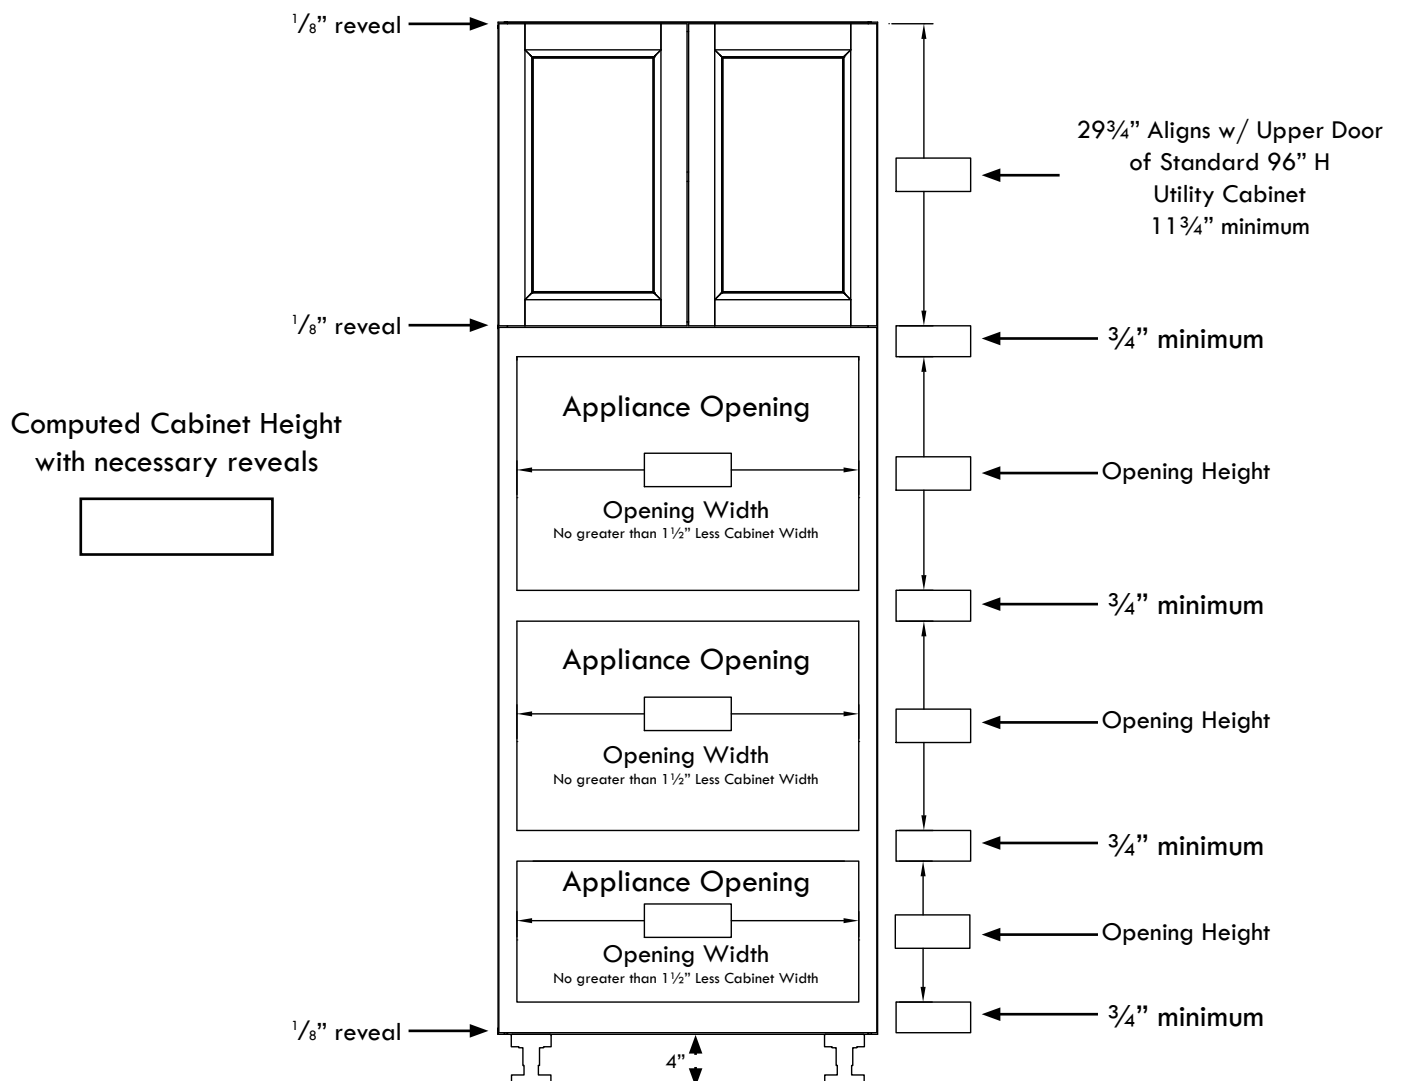 ⅛” reveal
29¾” Aligns w/ Upper Door
of Standard 96” H
Utility Cabinet
11¾” minimum
⅛” reveal
¾” minimum
Computed Cabinet Height
with necessary reveals
Appliance Opening
Opening Width
No greater than 1½” Less Cabinet Width
Opening Height
¾” minimum
Appliance Opening
Opening Width
No greater than 1½” Less Cabinet Width
Opening Height
¾” minimum
Appliance Opening
Opening Width
No greater than 1½” Less Cabinet Width
Opening Height
¾” minimum
⅛” reveal
4”